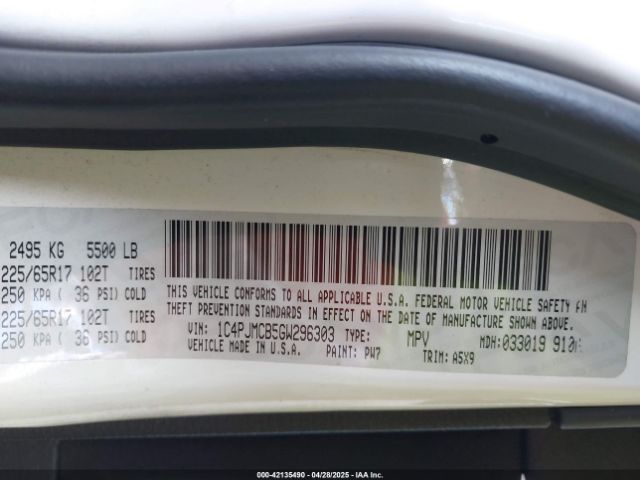 2495 KG 5500 LB
225/65R17 102T TIRES
250 KPA ( 36 PSI) COLD
225/65R17 102T TIRES
250 KPA ( 36 PSI) COLD
THIS VEHICLE CONFORMS TO ALL APPLICABLE U.S.A. FEDERAL MOTOR VEHICLE SAFETY
THEFT PREVENTION STANDARDS IN EFFECT ON THE DATE OF MANUFACTURE SHOWN ABOVE.
VIN: 1C4PJMCB5GW296303 TYPE: MPV MDH: 033019 910
VEHICLE MADE IN U.S.A. PAINT: PW7 TRIM: A5X9
000-42135490 04/28/2025 IAA Inc.